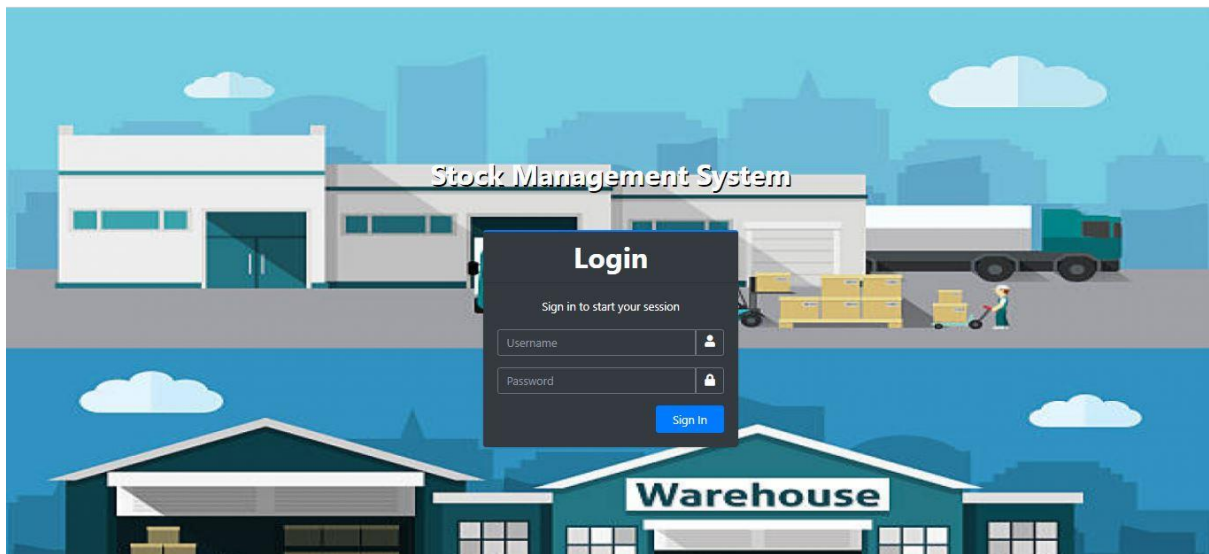 Stock Management System
Login
Sign in to start your session
Username
Password
Sign In
Warehouse